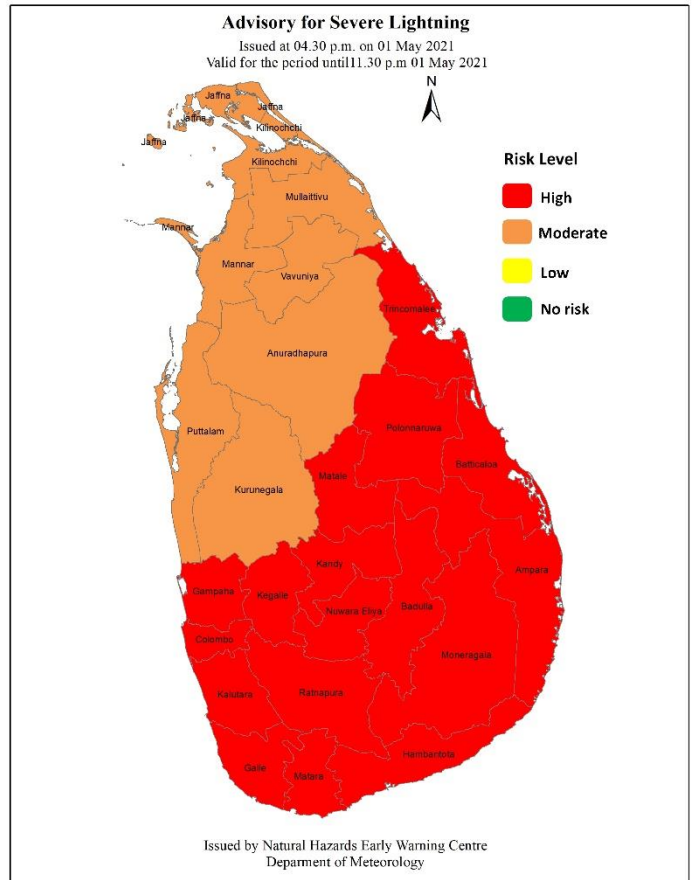 Advisory for Severe Lightning
Issued at 04.30 p.m. on 01 May 2021
Valid for the period until11.30 p.m 01 May 2021
N
Jaffna
Jaffna
Jaffna
Kilinochchi
Jaffna
Kilinochchi
Risk Level
High
Mullaittivu
Mannar
Moderate
Mannar
Vavuniya
Low
Trincomalee
No risk
Anuradhapura
Puttalam
Polonnaruwa
Batticaloa
Matale
Kurunegala
Kandy
Ampara
Gampaha
Kegalle
Nowara Eliya
Badulla
Colombo
Moneragala
Kalutara
Ratnapura
Hambantota
Galle
Matara
Issued by Natural Hazards Early Warning Centre
Deparment of Meteorology